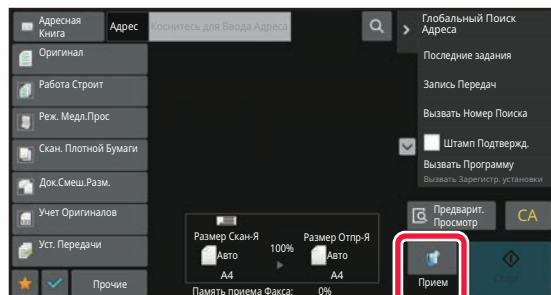 Адресная
Книга
Адрес
Коснитесь для Ввода Адреса
Оригинал
Работа Строит
Реж. Медл.Прос
Скан. Плотной Бумаги
Док.Смеш.Разм.
Учет Оригиналов
Уст. Передачи
Прочие
Размер Скан-Я
Авто
A4
100%
Размер Отпр-Я
Авто
A4
Память приема Факса: 0%
Глобальный Поиск
Адреса
Последние задания
Запись Передач
Вызвать Номер Поиска
Штамп Подтвержд.
Вызвать Программу
Вызвать Зарегистр. установки
Предварит.
Просмотр
CA
Прием
Старт